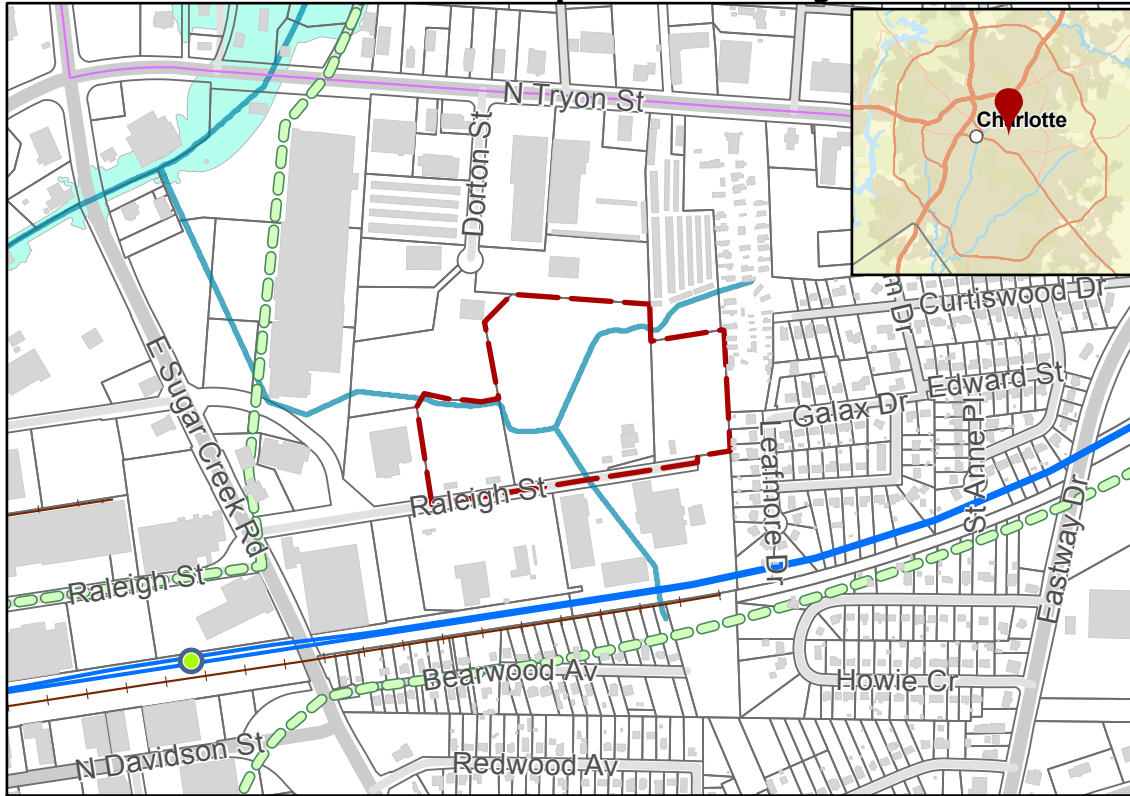 N Tryon St
Charlotte
Dorton St
Curtiswood Dr
m Dr
Edward St
Galax Dr
E Sugar Creek Rd
Leafmore Dr
St Anne Pl
Raleigh St
Eastway Dr
Raleigh St
Bearwood Av
Howie Cr
N Davidson St
Redwood Av